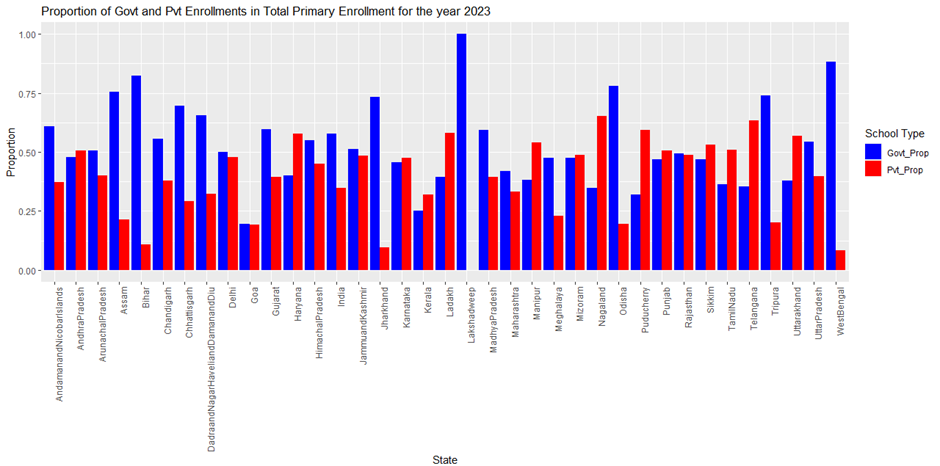 Proportion of Govt and Pvt Enrollments in Total Primary Enrollment for the year 2023
1.00
0.75
0.50
0.25
0.00
Proportion
AndamanandNicobarIslands
AndhraPradesh
ArunachalPradesh
Assam
Bihar
Chandigarh
Chhattisgarh
DadraandNagarHaveliandDamanandDiu
Delhi
Goa
Gujarat
Haryana
HimachalPradesh
India
JammuandKashmir
Jharkhand
Karnataka
Kerala
Ladakh
Lakshadweep
MadhyaPradesh
Maharashtra
Manipur
Meghalaya
Mizoram
Nagaland
Odisha
Puducherry
Punjab
Rajasthan
Sikkim
TamilNadu
Telangana
Tripura
Uttarakhand
UttarPradesh
WestBengal
State
School Type
Govt_Prop
Pvt_Prop